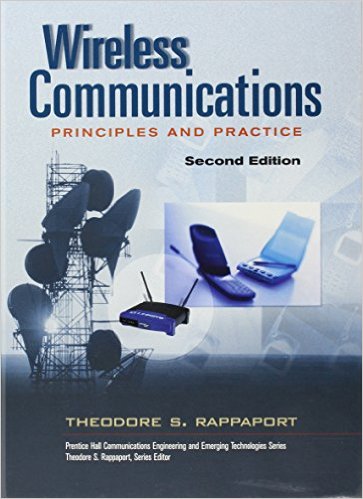 Wireless
Communications
PRINCIPLES AND PRACTICE
Second Edition
THEODORE S. RAPPAPORT
Prentice Hall Communications Engineering and Emerging Technologies Series
Theodore S. Rappaport, Series Editor